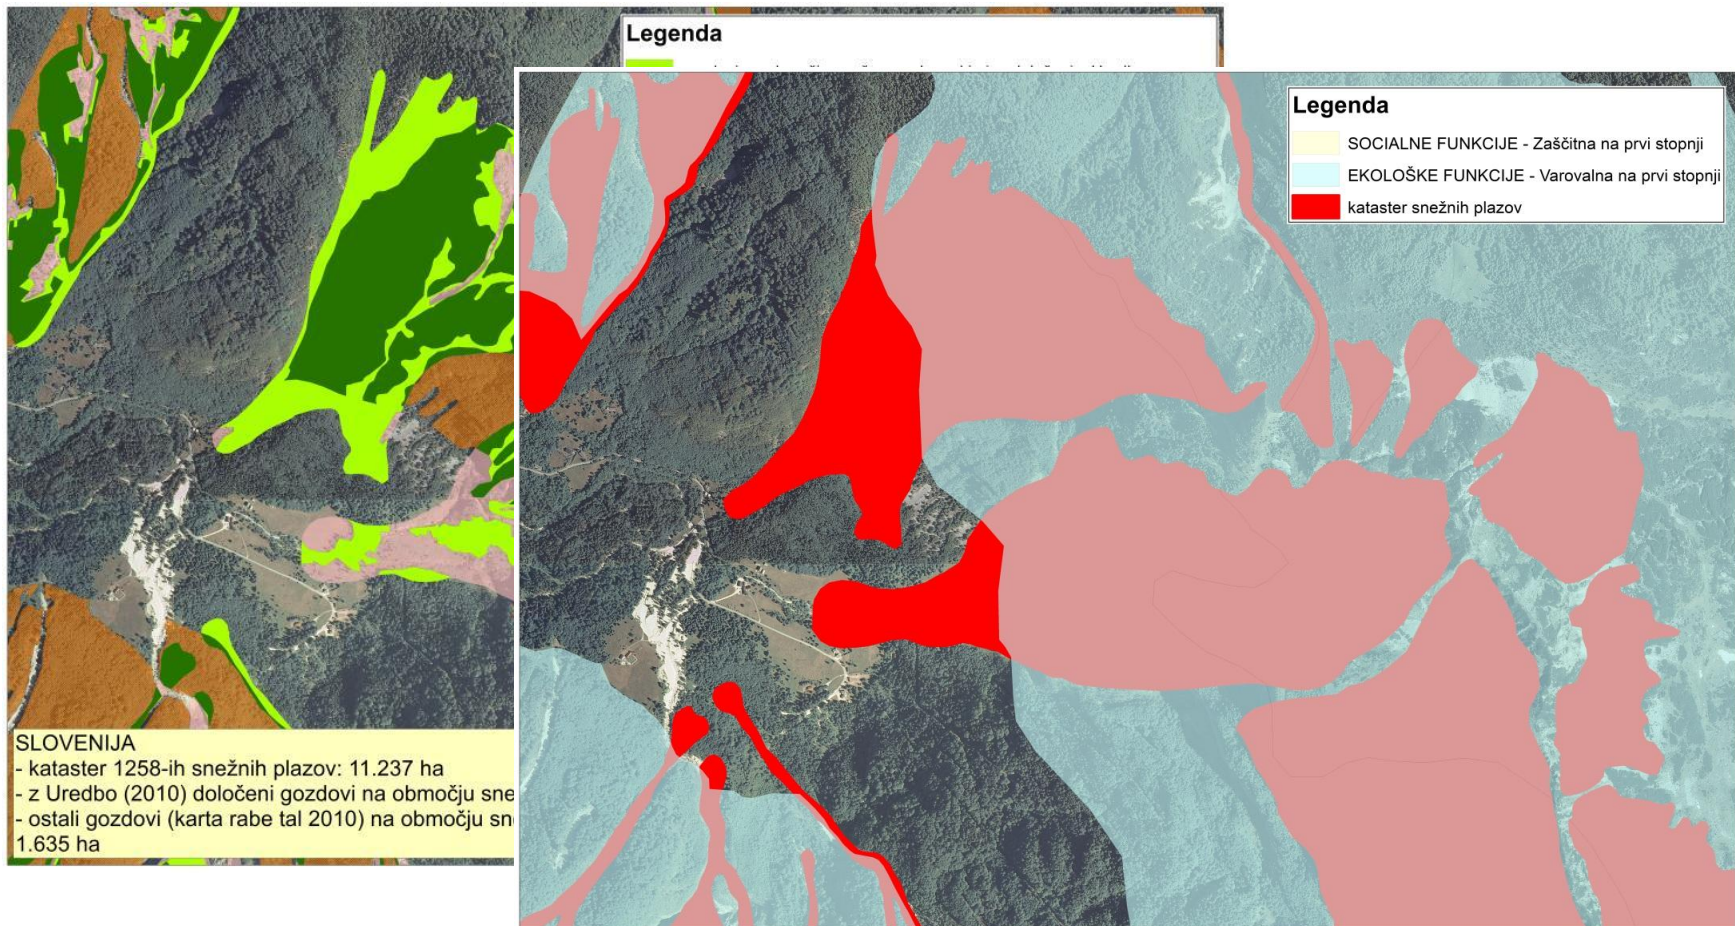 Legenda
Legenda
SOCIALNE FUNKCIJE - Zaščitna na prvi stopnji
EKOLOŠKE FUNKCIJE - Varovalna na prvi stopnji
kataster snežnih plazov
SLOVENIJA
- kataster 1258-ih snežnih plazov: 11.237 ha
- z Uredbo (2010) določeni gozdovi na območju
- ostali gozdovi (karta rabe tal 2010) na območju
1.635 ha